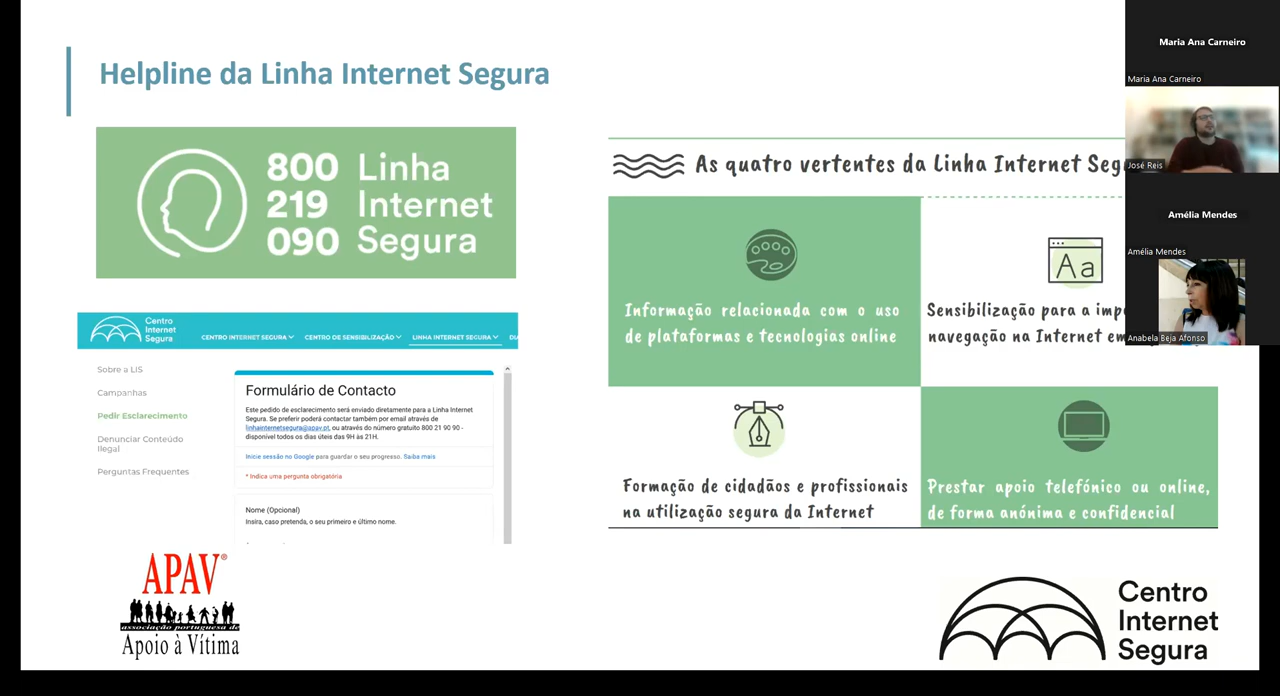 Helpline da Linha Internet Segura
800 Linha
219 Internet
090 Segura
Centro
Internet
Segura
CENTRO INTERNET SEGURA
CENTRO DE SENSIBILIZAÇÃO
LINHA INTERNET SEGURA
Sobre a LIS
Campanhas
Pedir Esclarecimento
Denunciar Conteúdo
Ilegal
Perguntas Frequentes
Formulário de Contacto
Este pedido de esclarecimento será enviado diretamente para a Linha Internet
Segura. Se preferir poderá contactar também por email através de
linhainternetsegura@apav.pt, ou através do número gratuito 800 21 90 90 -
disponível todos os dias úteis das 9H às 21H.
Inicie sessão no Google para guardar o seu progresso. Saiba mais
* Indica uma pergunta obrigatória
Nome (Opcional)
Insira, caso pretenda, o seu primeiro e último nome.
As quatro vertentes da Linha Internet Seg
Informação relacionada com o uso
de plataformas e tecnologias online
Aa
Sensibilização para a imp
navegação na Internet em
Formação de cidadãos e profissionais
na utilização segura da Internet
Prestar apoio telefónico ou online,
de forma anónima e confidencial
APAV®
associação portuguesa de
Apoio à Vítima
Centro
Internet
Segura
Maria Ana Carneiro
Maria Ana Carneiro
José Reis
Amélia Mendes
Amélia Mendes
Anabela Beja Afonso